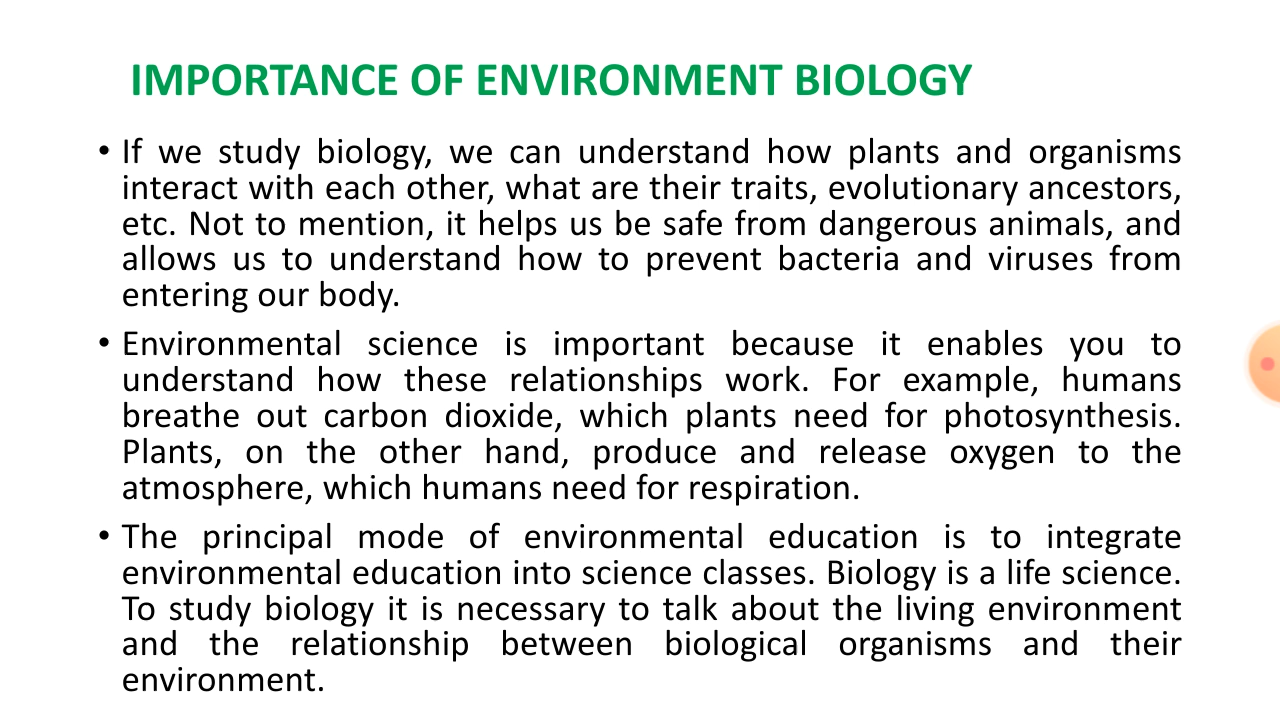 IMPORTANCE OF ENVIRONMENT BIOLOGY
• If we study biology, we can understand how plants and organisms
interact with each other, what are their traits, evolutionary ancestors,
etc. Not to mention, it helps us be safe from dangerous animals, and
allows us to understand how to prevent bacteria and viruses from
entering our body.
• Environmental science is important because it enables you to
understand how these relationships work. For example, humans
breathe out carbon dioxide, which plants need for photosynthesis.
Plants, on the other hand, produce and release oxygen to the
atmosphere, which humans need for respiration.
• The principal mode of environmental education is to integrate
environmental education into science classes. Biology is a life science.
To study biology it is necessary to talk about the living environment
and the relationship between biological organisms and their
environment.